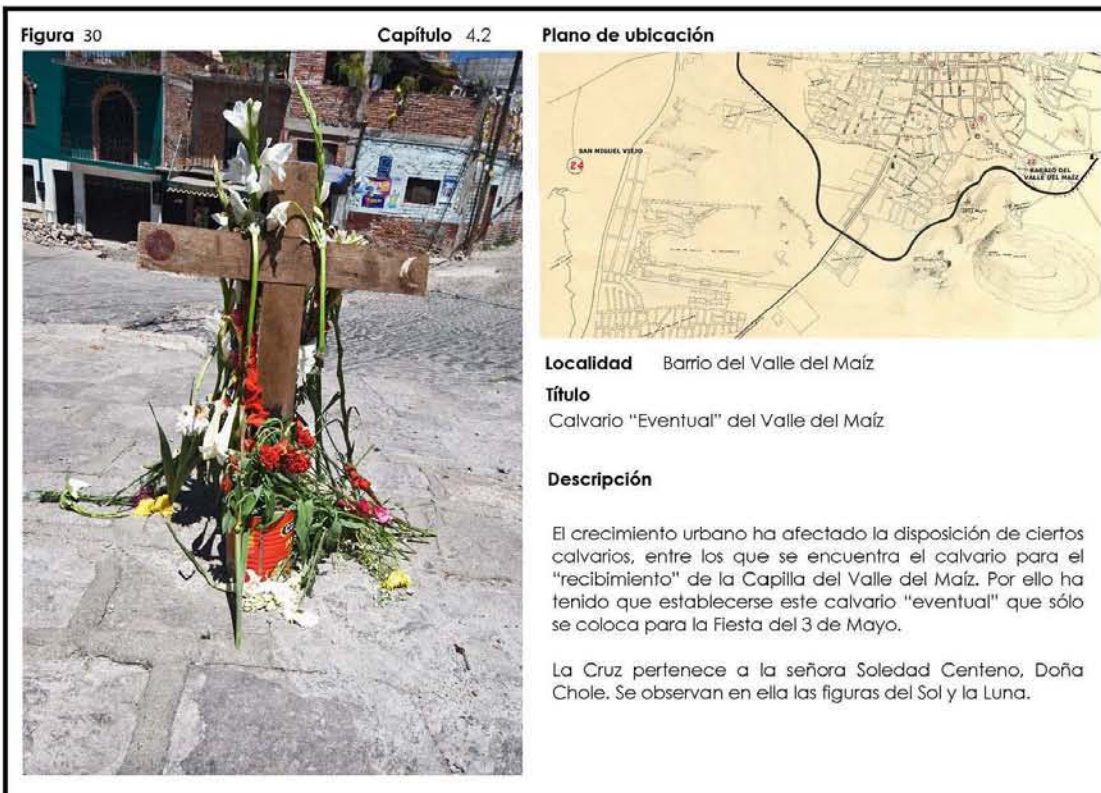 Figura 30
Capítulo 4.2
Plano de ubicación
SAN MIGUEL VIEJO
24
22
BARRIO DEL
VALLE DEL MAÍZ
Localidad Barrio del Valle del Maíz
Título
Calvario “Eventual” del Valle del Maíz
Descripción
El crecimiento urbano ha afectado la disposición de ciertos
calvarios, entre los que se encuentra el calvario para el
“recibimiento” de la Capilla del Valle del Maíz. Por ello ha
tenido que establecerse este calvario “eventual” que sólo
se coloca para la Fiesta del 3 de Mayo.
La Cruz pertenece a la señora Soledad Centeno, Doña
Chole. Se observan en ella las figuras del Sol y la Luna.